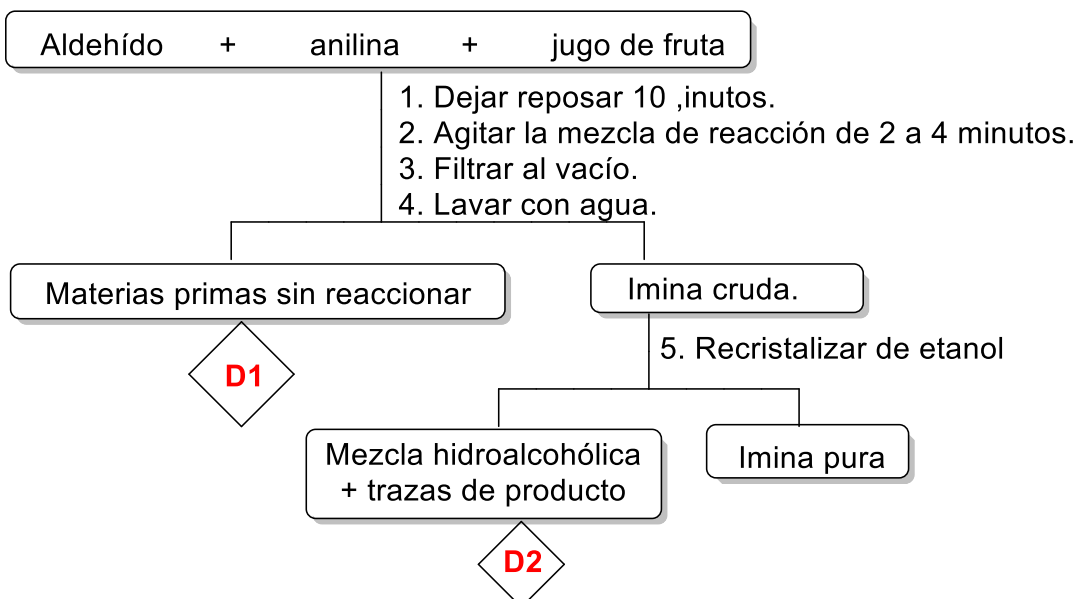 Aldehído + anilina + jugo de fruta
1. Dejar reposar 10 ,inutos.
2. Agitar la mezcla de reacción de 2 a 4 minutos.
3. Filtrar al vacío.
4. Lavar con agua.
Materias primas sin reaccionar
Imina cruda.
D1
5. Recristalizar de etanol
Mezcla hidroalcohólica
+ trazas de producto
Imina pura
D2